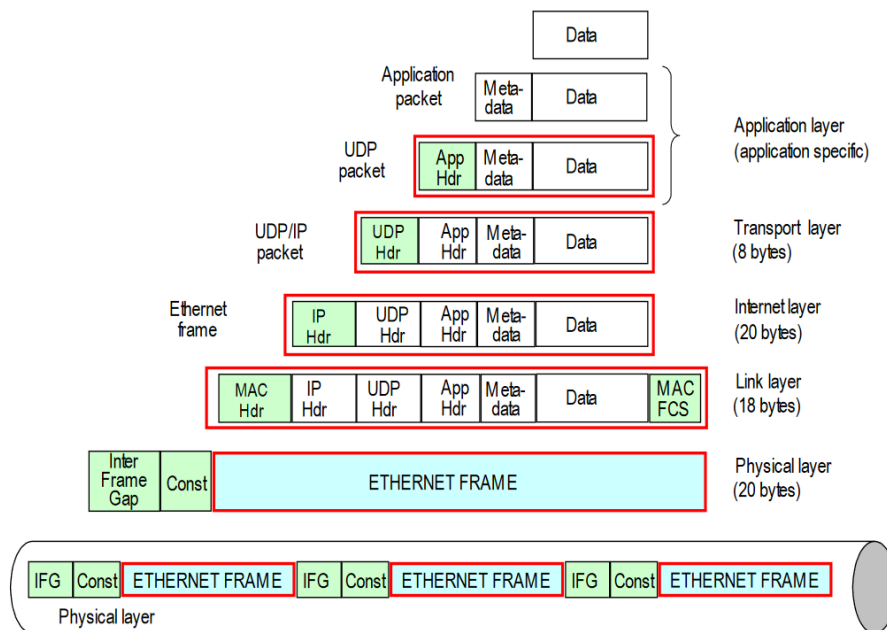 Data
Application
packet
Meta-
data
Data
Application layer
(application specific)
UDP
packet
App
Hdr
Meta-
data
Data
UDP/IP
packet
UDP
Hdr
App
Hdr
Meta-
data
Data
Transport layer
(8 bytes)
Ethernet
frame
IP
Hdr
UDP
Hdr
App
Hdr
Meta-
data
Data
Internet layer
(20 bytes)
MAC
Hdr
IP
Hdr
UDP
Hdr
App
Hdr
Meta-
data
Data
MAC
FCS
Link layer
(18 bytes)
Inter
Frame
Gap
Const
ETHERNET FRAME
Physical layer
(20 bytes)
IFG
Const
ETHERNET FRAME
IFG
Const
ETHERNET FRAME
IFG
Const
ETHERNET FRAME
Physical layer